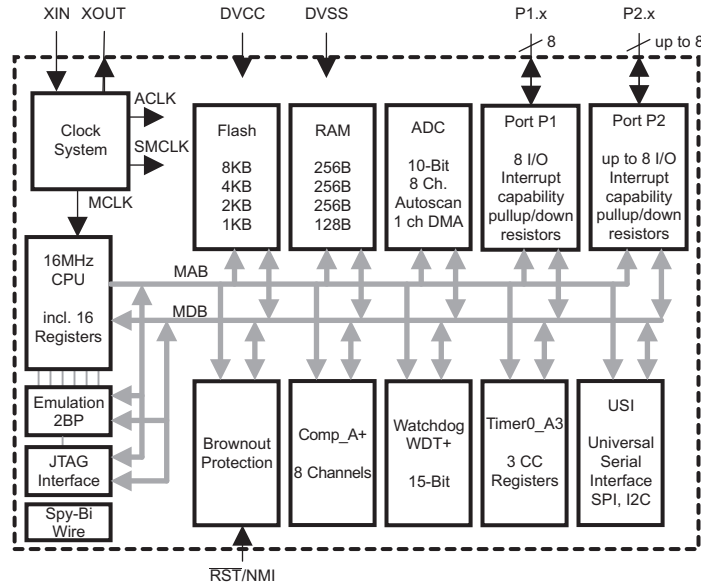 XIN XOUT DVCC DVSS P1.x P2.x
8 up to 8
ACLK
Clock
System
SMCLK
MCLK
Flash
8KB
4KB
2KB
1KB
RAM
256B
256B
256B
128B
ADC
10-Bit
8 Ch.
Autoscan
1 ch DMA
Port P1
8 I/O
Interrupt
capability
pullup/down
resistors
Port P2
up to 8 I/O
Interrupt
capability
pullup/down
resistors
16MHz
CPU
incl. 16
Registers
MAB
MDB
Emulation
2BP
JTAG
Interface
Spy-Bi
Wire
Brownout
Protection
Comp_A+
8 Channels
Watchdog
WDT+
15-Bit
Timer0_A3
3 CC
Registers
USI
Universal
Serial
Interface
SPI, I2C
RST/NMI